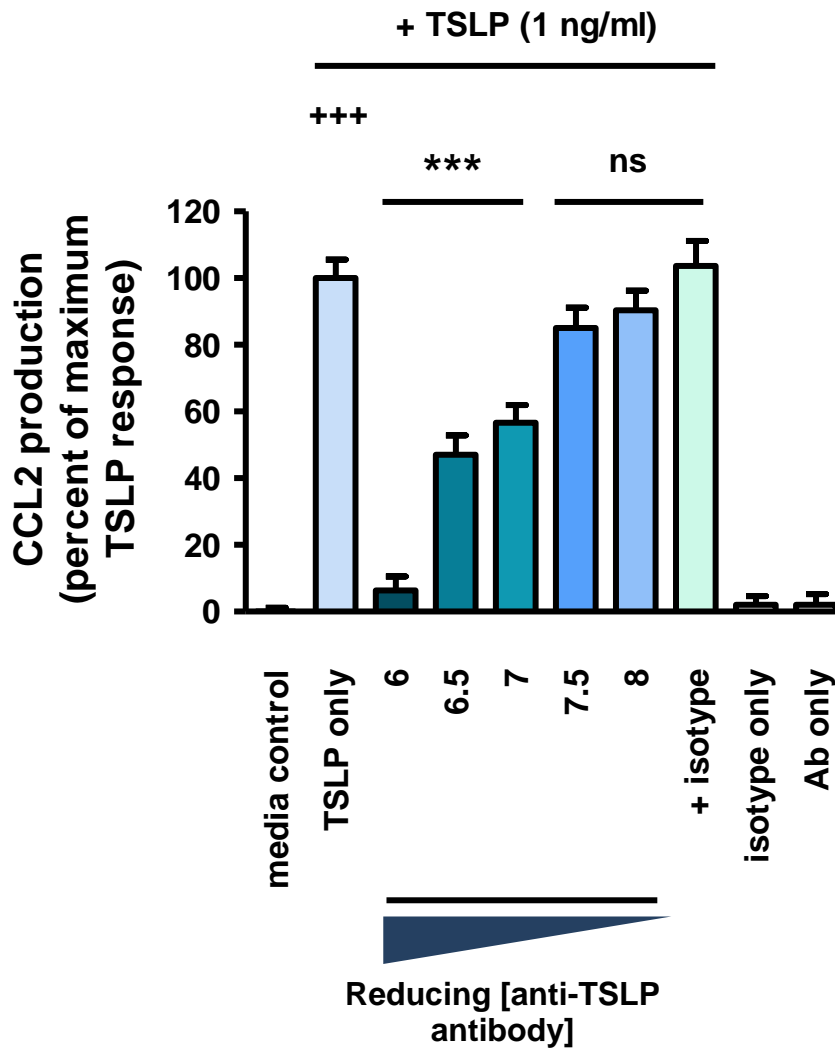 + TSLP (1 ng/ml)
+++
***
ns
CCL2 production
(percent of maximum
TSLP response)
120
100
80
60
40
20
0
media control
TSLP only
6
6.5
7
7.5
8
+ isotype
isotype only
Ab only
Reducing [anti-TSLP
antibody]